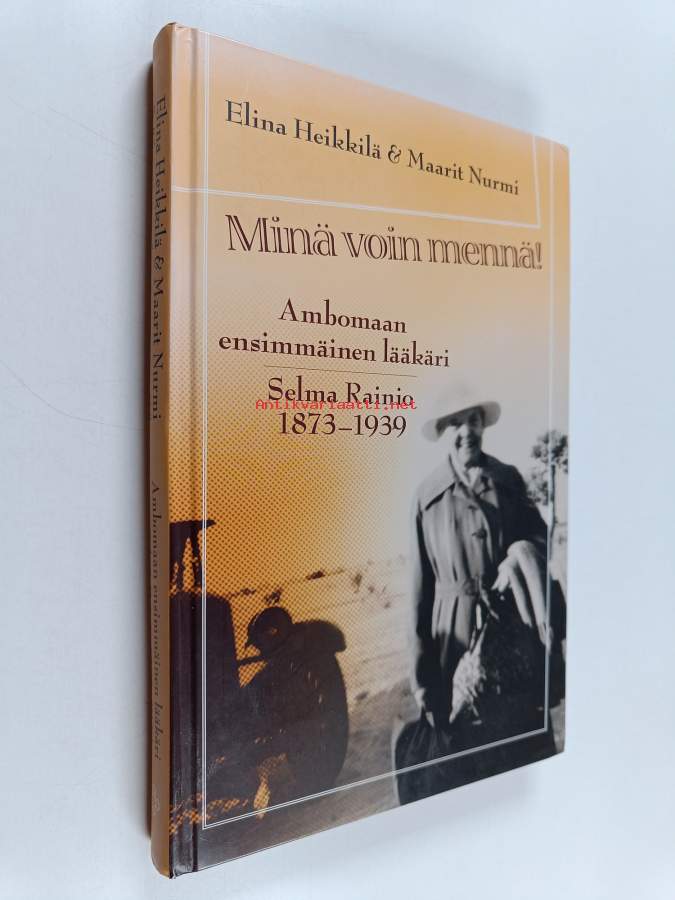 Elina Heikkilä & Maarit Nurmi
Minä voin mennä!
Ambomaan
ensimmäinen lääkäri
Selma Rainio
Antikvariaatti.net
1873–1939
Elina Heikkilä & Maarit Nurmi
Ambomaan ensimmäinen lääkäri